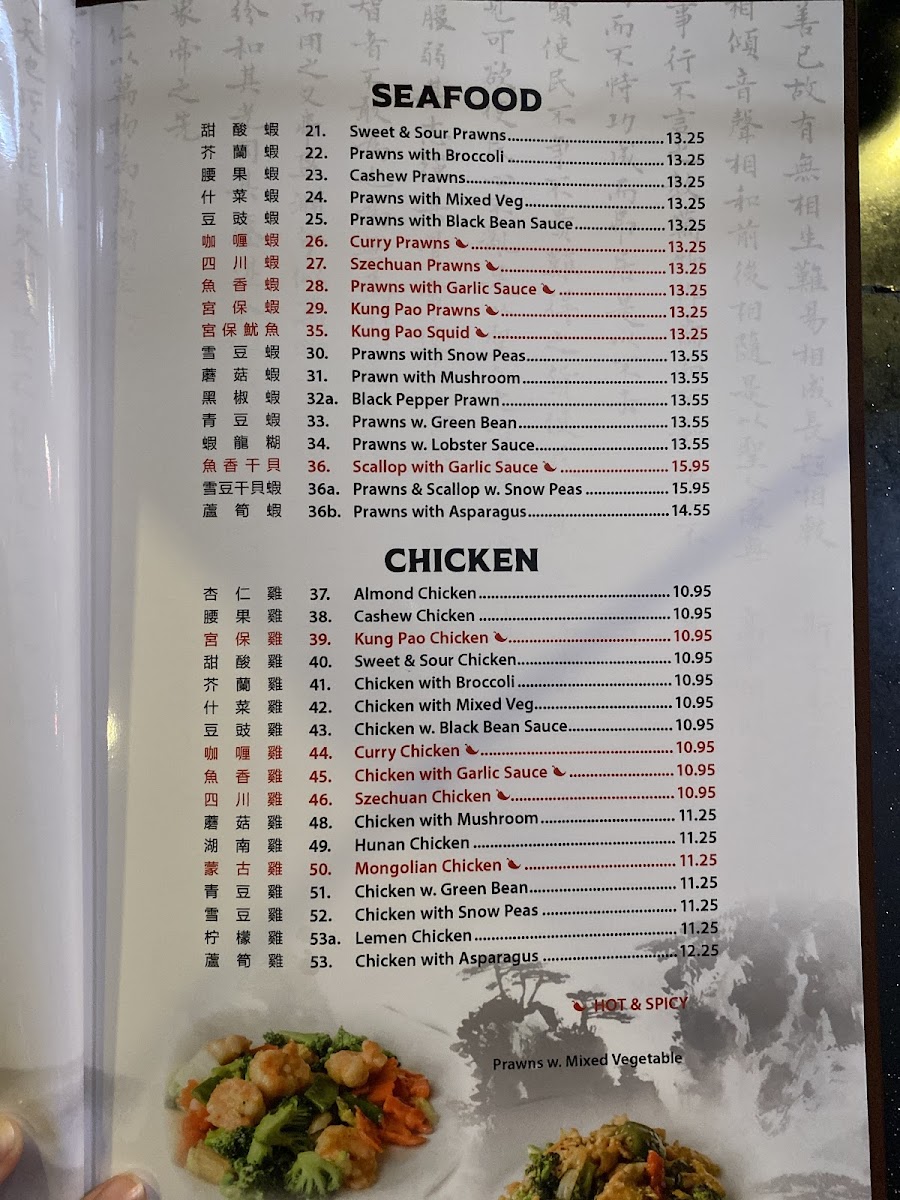 SEAFOOD
甜酸蝦 21. Sweet & Sour Prawns 13.25
芥蘭蝦 22. Prawns with Broccoli 13.25
腰果蝦 23. Cashew Prawns 13.25
什菜蝦 24. Prawns with Mixed Veg 13.25
豆豉蝦 25. Prawns with Black Bean Sauce 13.25
咖喱蝦 26. Curry Prawns 13.25
四川蝦 27. Szechuan Prawns 13.25
魚香蝦 28. Prawns with Garlic Sauce 13.25
宮保蝦 29. Kung Pao Prawns 13.25
宮保魷魚 35. Kung Pao Squid 13.25
雪豆蝦 30. Prawns with Snow Peas 13.55
蘑菇蝦 31. Prawn with Mushroom 13.55
黑椒蝦 32a. Black Pepper Prawn 13.55
青豆蝦 33. Prawns w. Green Bean 13.55
蝦龍糊 34. Prawns w. Lobster Sauce 13.55
魚香干貝 36. Scallop with Garlic Sauce 15.95
雪豆干貝蝦 36a. Prawns & Scallop w. Snow Peas 15.95
蘆筍蝦 36b. Prawns with Asparagus 14.55
CHICKEN
杏仁雞 37. Almond Chicken 10.95
腰果雞 38. Cashew Chicken 10.95
宮保雞 39. Kung Pao Chicken 10.95
甜酸雞 40. Sweet & Sour Chicken 10.95
芥蘭雞 41. Chicken with Broccoli 10.95
什菜雞 42. Chicken with Mixed Veg. 10.95
豆豉雞 43. Chicken w. Black Bean Sauce 10.95
咖喱雞 44. Curry Chicken 10.95
魚香雞 45. Chicken with Garlic Sauce 10.95
四川雞 46. Szechuan Chicken 10.95
蘑菇雞 48. Chicken with Mushroom 11.25
湖南雞 49. Hunan Chicken 11.25
蒙古雞 50. Mongolian Chicken 11.25
青豆雞 51. Chicken w. Green Bean 11.25
雪豆雞 52. Chicken with Snow Peas 11.25
柠檬雞 53a. Lemen Chicken 11.25
蘆筍雞 53. Chicken with Asparagus 12.25
HOT & SPICY
Prawns w. Mixed Vegetable